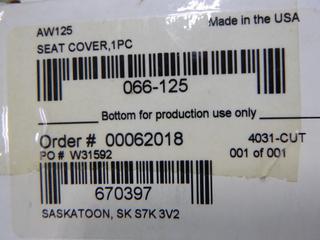 AW125 Made in the USA
SEAT COVER,1PC
066-125
Bottom for production use only
Order # 00062018 4031-CUT
PO # W31592 001 of 001
670397
SASKATOON, SK S7K 3V2